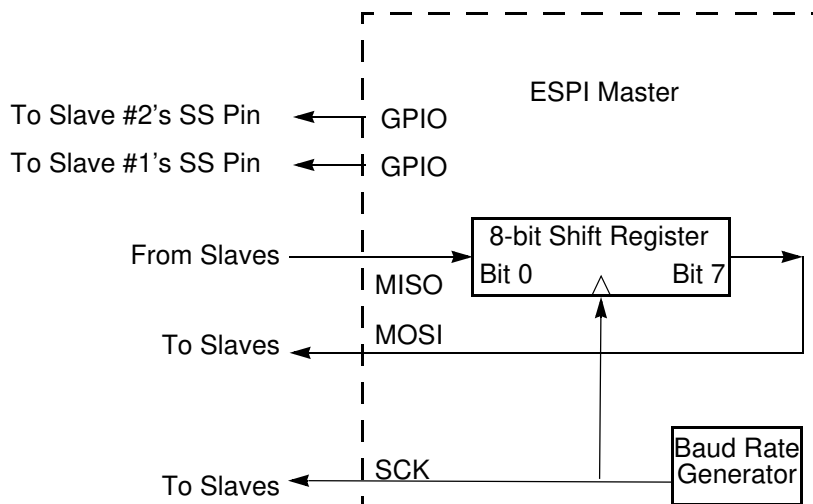 ESPI Master
To Slave #2's SS Pin
GPIO
To Slave #1's SS Pin
GPIO
8-bit Shift Register
From Slaves
Bit 0
Bit 7
MISO
MOSI
To Slaves
Baud Rate
Generator
SCK
To Slaves